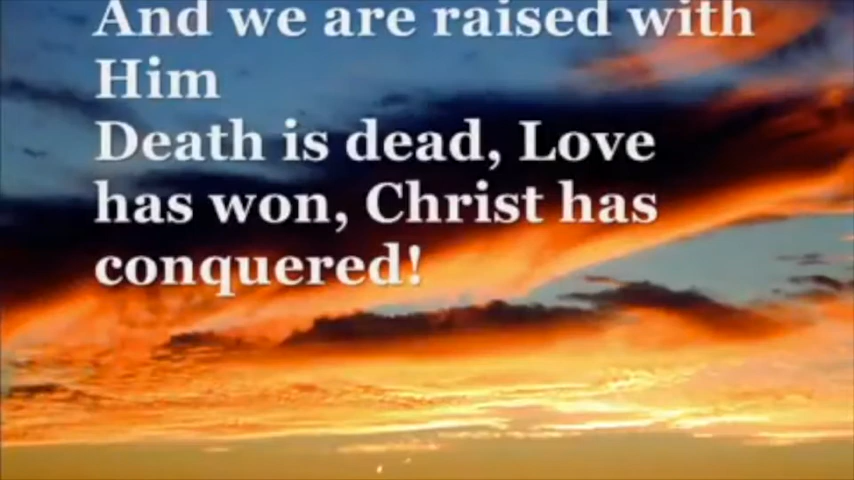 And we are raised with
Him
Death is dead, Love
has won, Christ has
conquered!